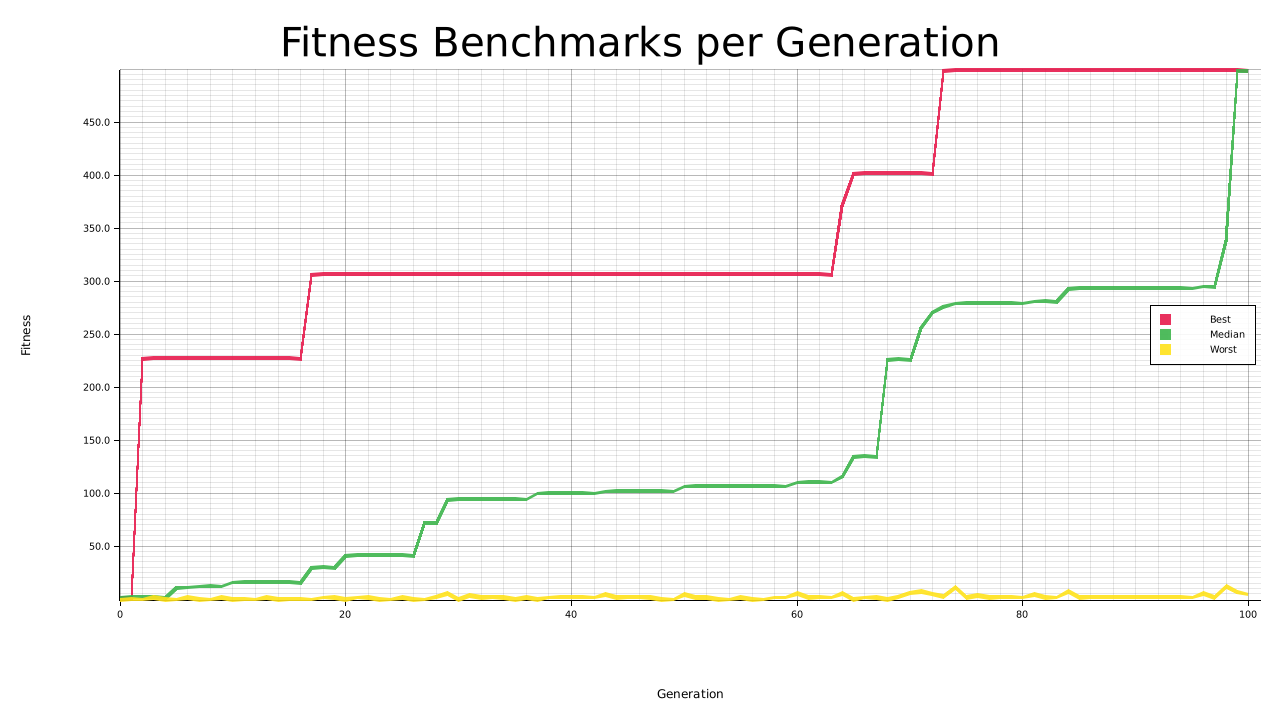 Fitness Benchmarks per Generation
450.0
400.0
350.0
300.0
250.0
200.0
150.0
100.0
50.0
Fitness
Best
Median
Worst
0 20 40 60 80 100
Generation